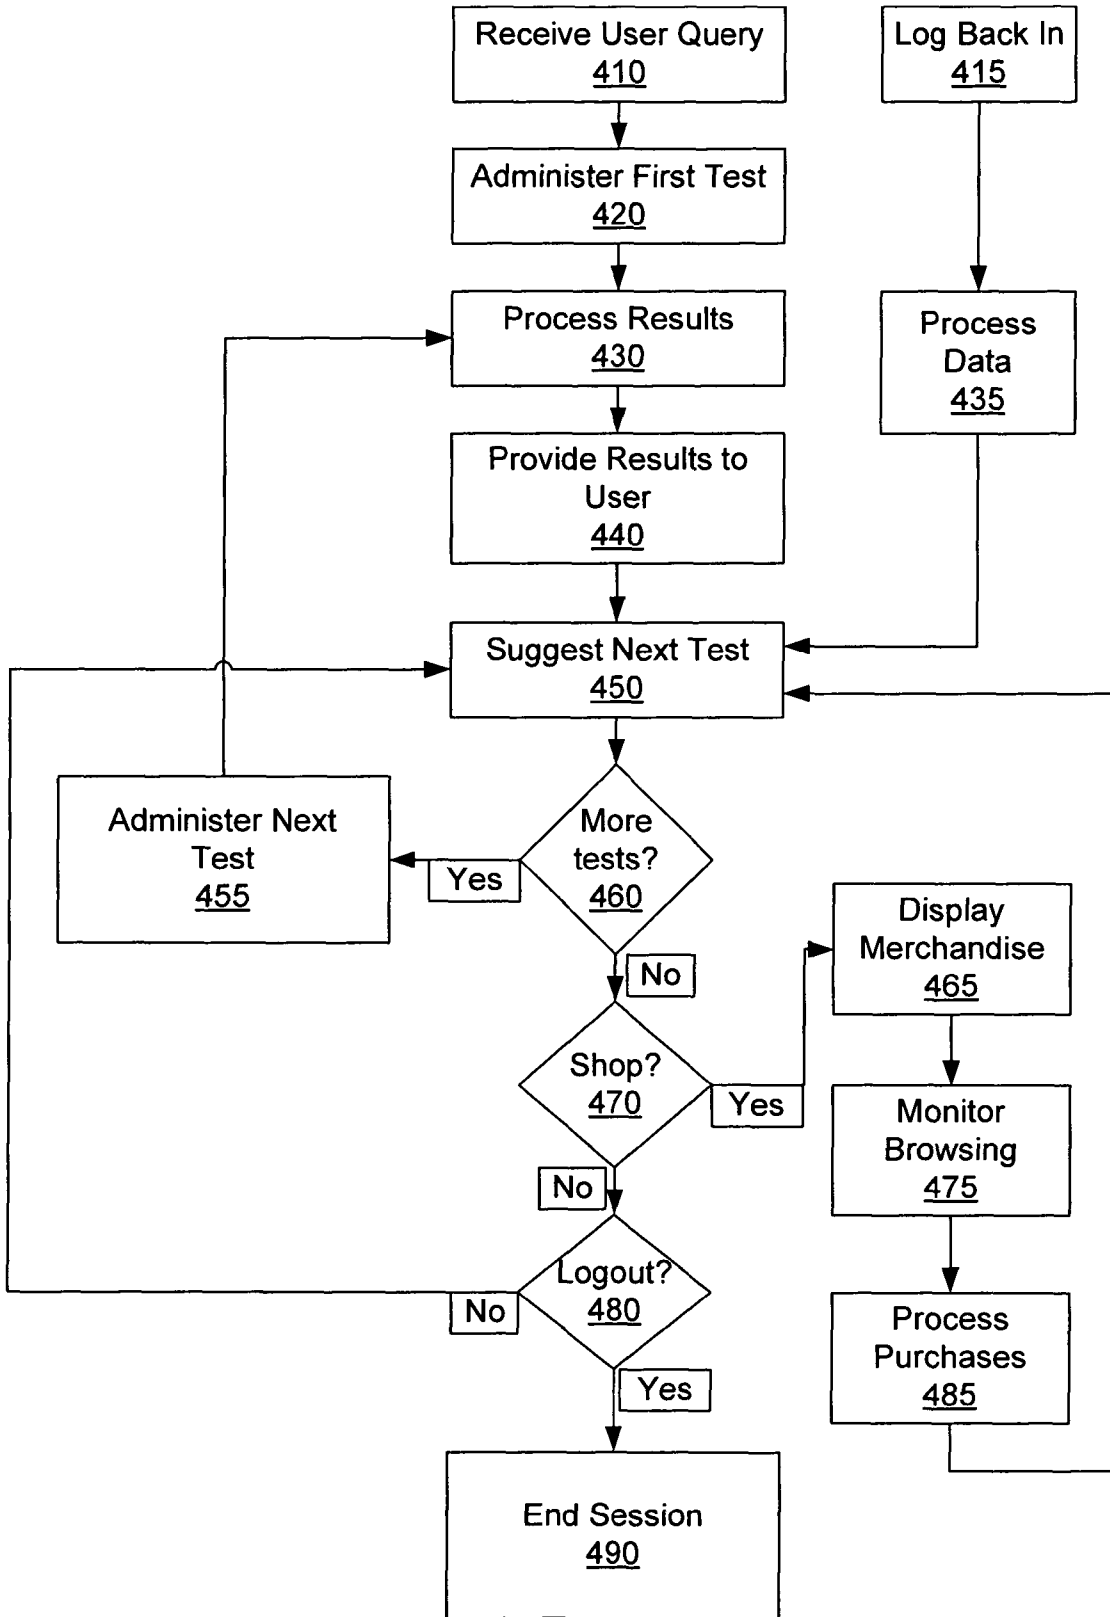 Receive User Query
410
Log Back In
415
Administer First Test
420
Process Results
430
Process
Data
435
Provide Results to
User
440
Suggest Next Test
450
Administer Next
Test
455
More
tests?
460
Yes
No
Display
Merchandise
465
Shop?
470
Yes
No
Monitor
Browsing
475
Logout?
480
No
Yes
Process
Purchases
485
End Session
490